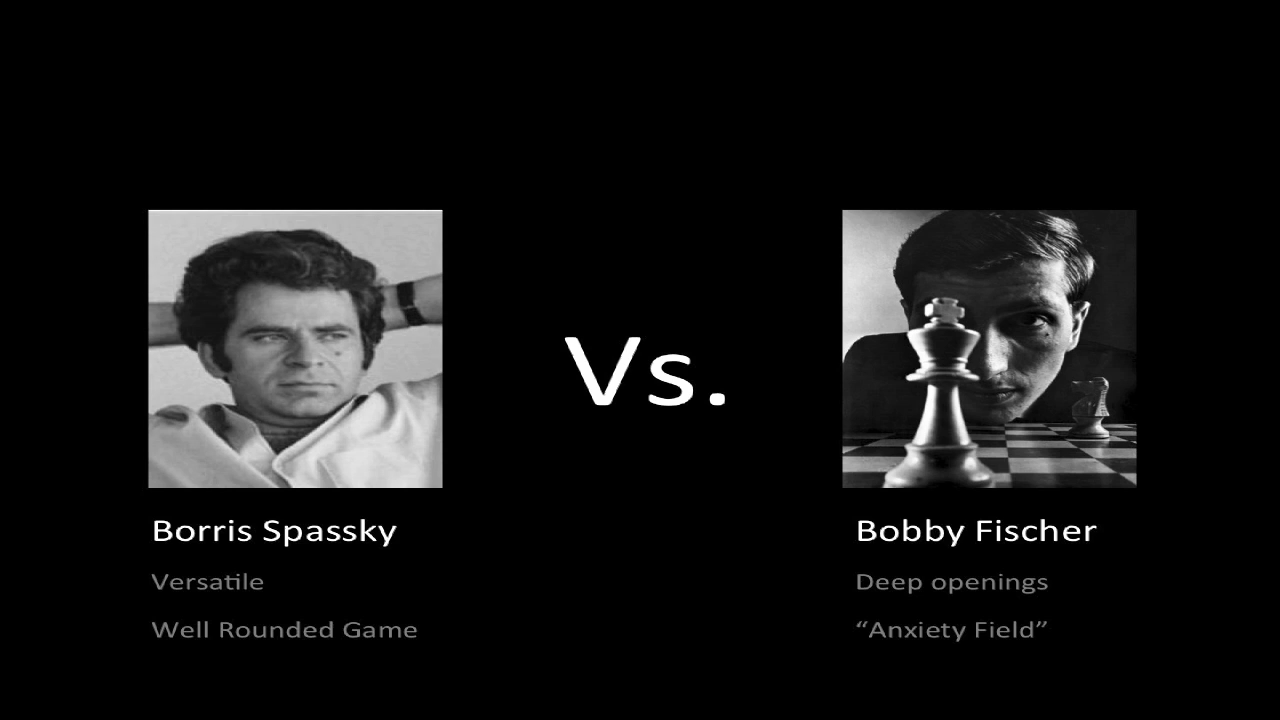 Vs.
Borris Spassky
Versatile
Well Rounded Game
Bobby Fischer
Deep openings
“Anxiety Field”